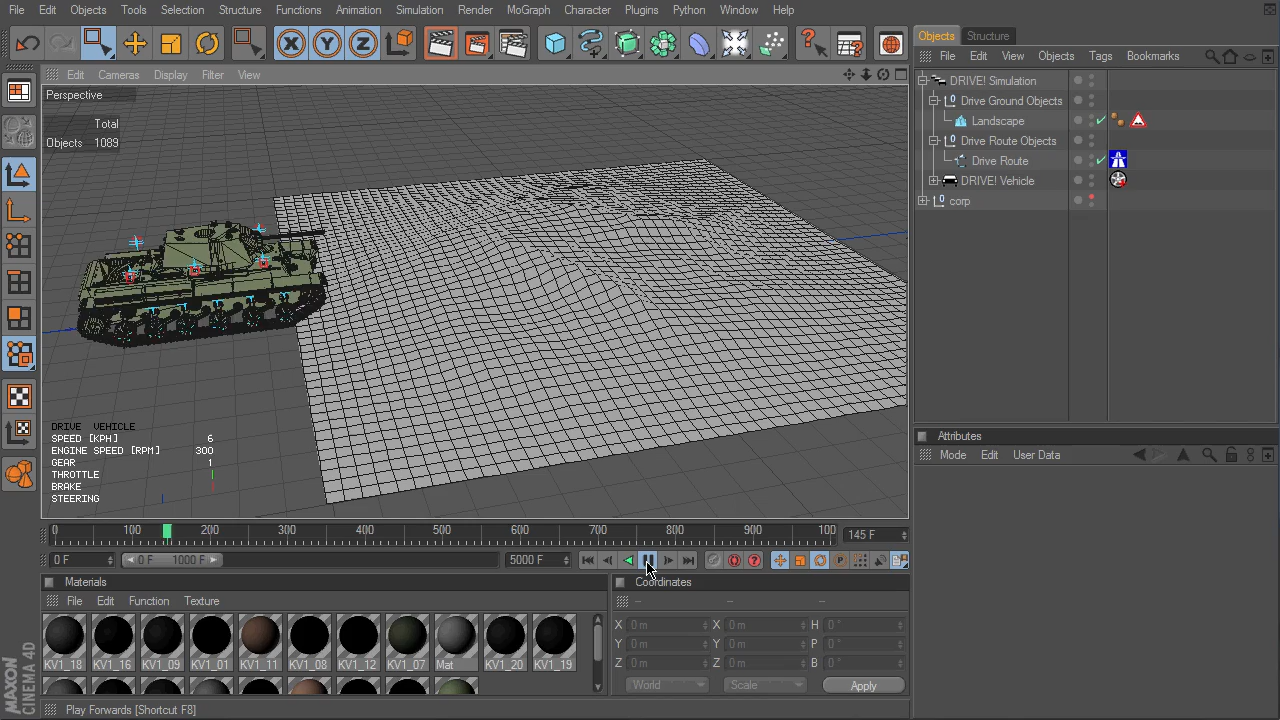 File Edit Objects Tools Selection Structure Functions Animation Simulation Render MoGraph Character Plugins Python Window Help
Objects Structure
File Edit View Objects Tags Bookmarks
Edit Cameras Display Filter View
Perspective
Total
Objects 1089
DRIVE! Simulation
Drive Ground Objects
Landscape
Drive Route Objects
Drive Route
DRIVE! Vehicle
corp
Attributes
Mode Edit User Data
DRIVE VEHICLE
SPEED [KPH] 6
ENGINE SPEED [RPM] 300
GEAR 1
THROTTLE
BRAKE
STEERING
0 100 200 300 400 500 600 700 800 900 100
145 F
0 F 0 F 1000 F 5000 F
Materials
File Edit Function Texture
KV1_18 KV1_16 KV1_09 KV1_01 KV1_11 KV1_08 KV1_12 KV1_07 Mat KV1_20 KV1_19
Coordinates
-- -- --
X 0 m X 0 m H 0 °
Y 0 m Y 0 m P 0 °
Z 0 m Z 0 m B 0 °
World Scale Apply
MAXON CINEMA 4D
Play Forwards [Shortcut F8]